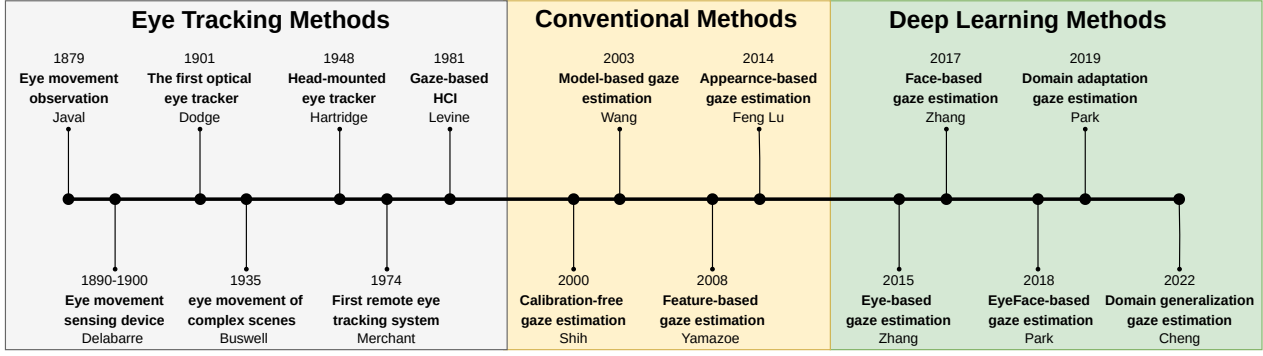 Eye Tracking Methods
1879
Eye movement
observation
Javal
1901
The first optical
eye tracker
Dodge
1948
Head-mounted
eye tracker
Hartridge
1981
Gaze-based
HCI
Levine
1890-1900
Eye movement
sensing device
Delabarre
1935
eye movement of
complex scenes
Buswell
1974
First remote eye
tracking system
Merchant
Conventional Methods
2003
Model-based gaze
estimation
Wang
2014
Appearnce-based
gaze estimation
Feng Lu
2000
Calibration-free
gaze estimation
Shih
2008
Feature-based
gaze estimation
Yamazoe
Deep Learning Methods
2017
Face-based
gaze estimation
Zhang
2019
Domain adaptation
gaze estimation
Park
2015
Eye-based
gaze estimation
Zhang
2018
EyeFace-based
gaze estimation
Park
2022
Domain generalization
gaze estimation
Cheng